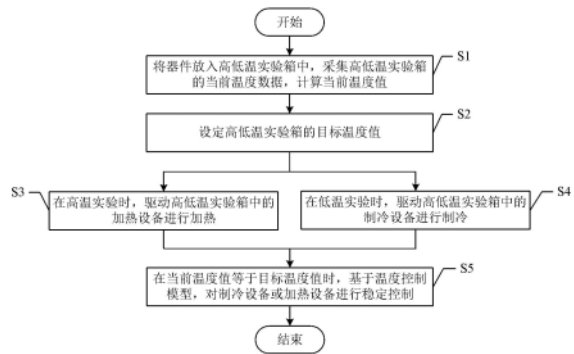 开始
S1
将器件放入高低温实验箱中，采集高低温实验箱
的当前温度数据，计算当前温度值
S2
设定高低温实验箱的目标温度值
S3
在高温实验时，驱动高低温实验箱中的
加热设备进行加热
S4
在低温实验时，驱动高低温实验箱中的
制冷设备进行制冷
S5
在当前温度值等于目标温度值时，基于温度控制
模型，对制冷设备或加热设备进行稳定控制
结束